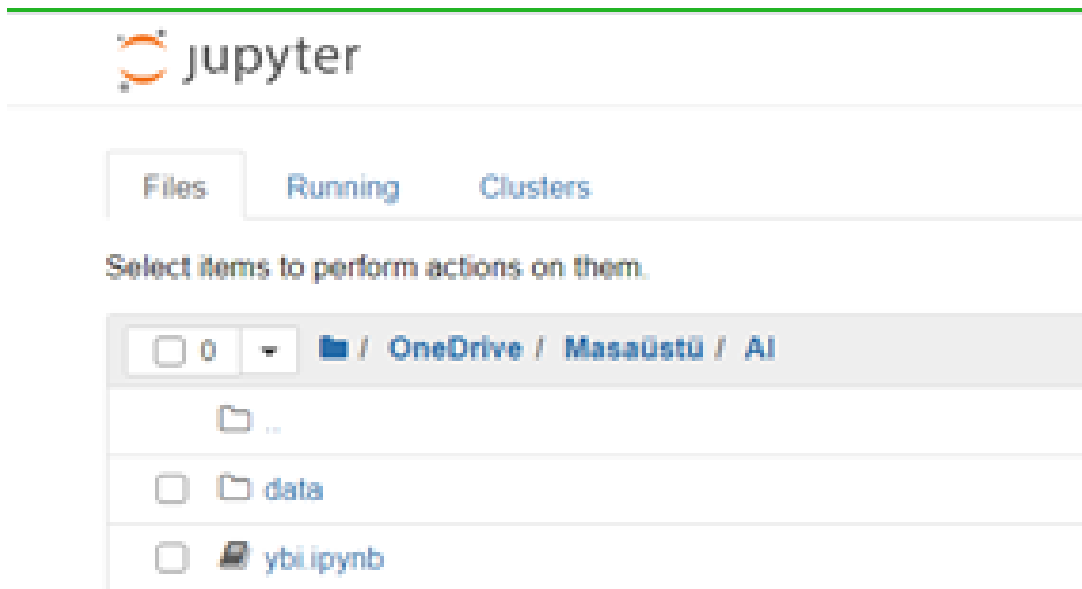 jupyter
Files Running Clusters
Select items to perform actions on them.
0 / OneDrive / Masaüstü / AI
..
data
ybi.ipynb